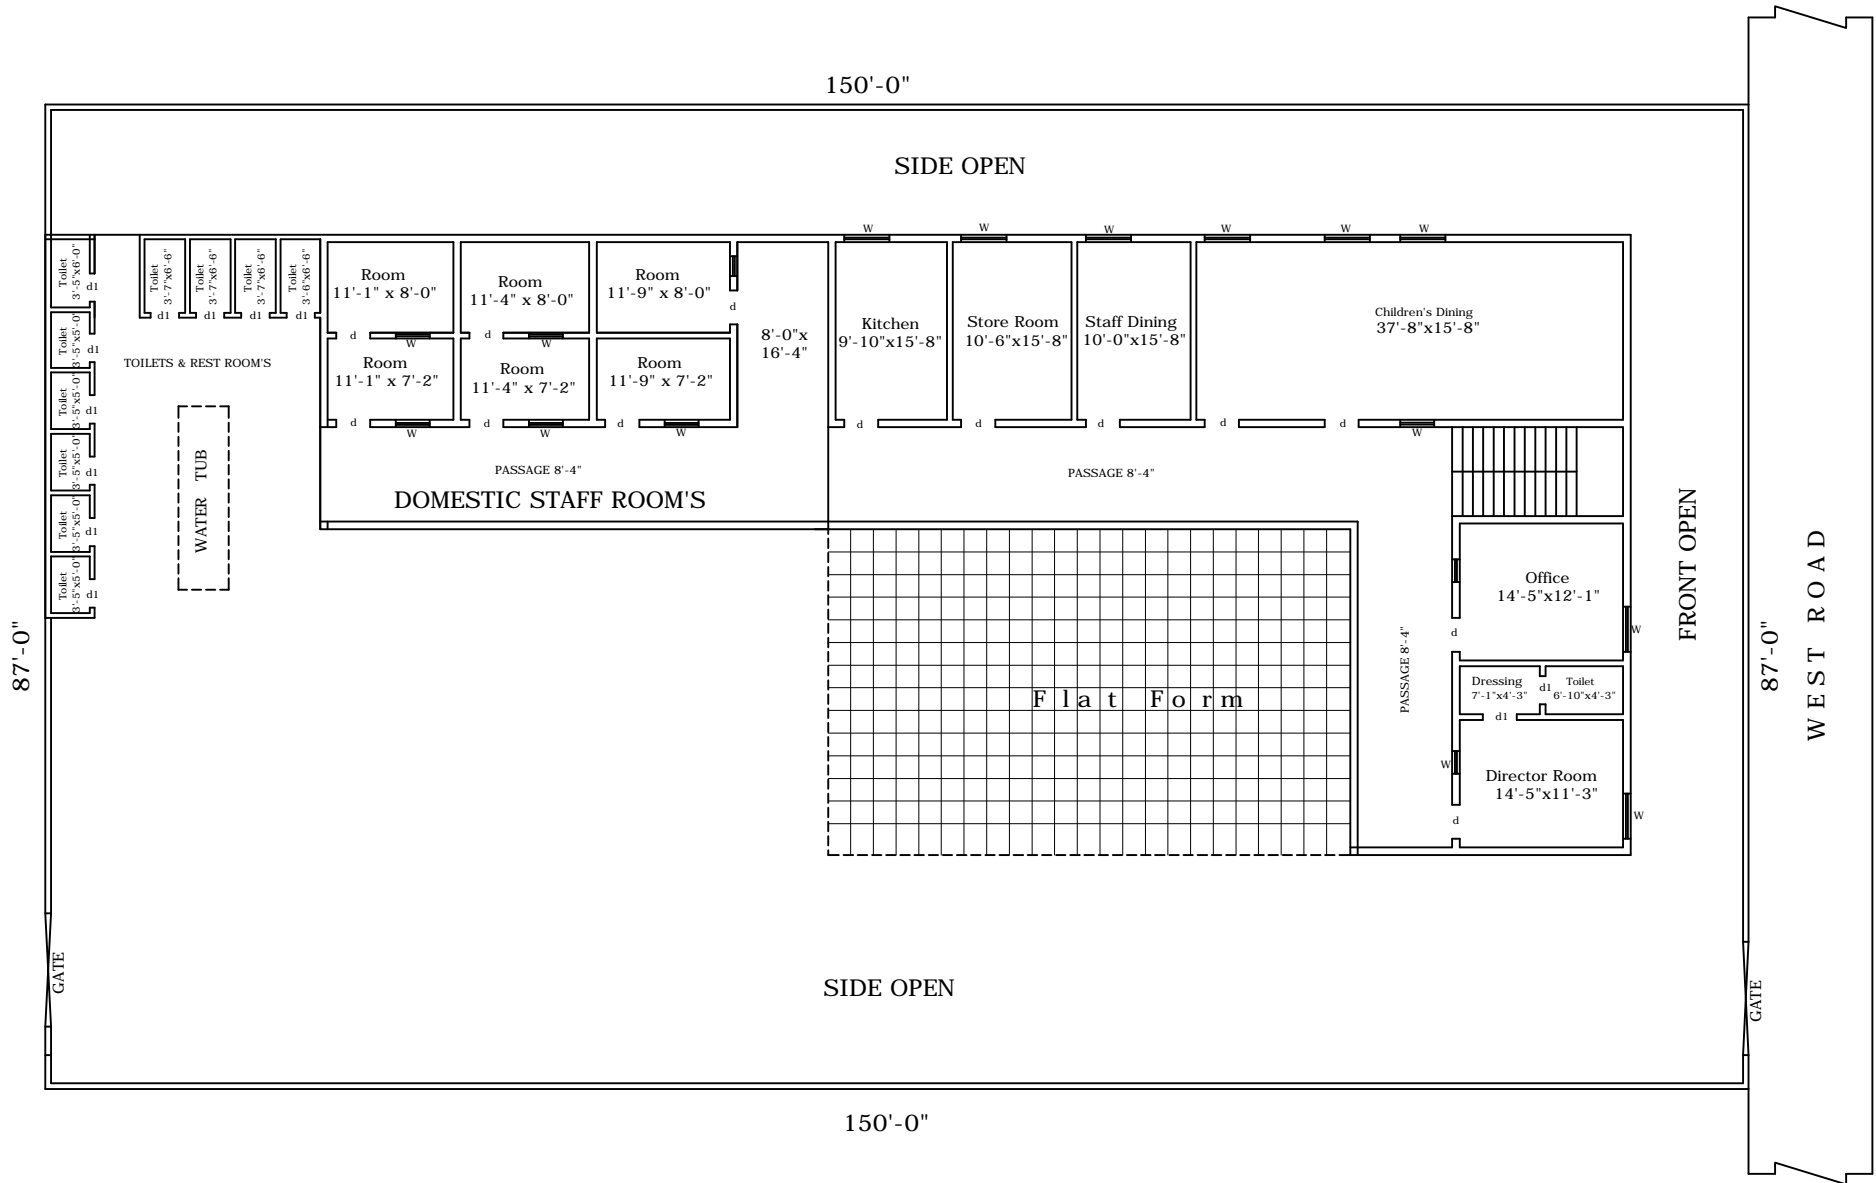 150'-0"
SIDE OPEN
W
W
W
W
W
W
Toilet
3'-5"x6'-0"
d1
Toilet
3'-7"x6'-6"
d1
Toilet
3'-7"x6'-6"
d1
Toilet
3'-7"x6'-6"
d1
Toilet
3'-6"x6'-6"
d1
Room
11'-1" x 8'-0"
d
W
Room
11'-4" x 8'-0"
d
W
Room
11'-9" x 8'-0"
d
8'-0"x
16'-4"
Kitchen
9'-10"x15'-8"
d
Store Room
10'-6"x15'-8"
d
Staff Dining
10'-0"x15'-8"
d
Children's Dining
37'-8"x15'-8"
d
d
W
Toilet
3'-5"x5'-0"
d1
TOILETS & REST ROOM'S
Room
11'-1" x 7'-2"
d
W
Room
11'-4" x 7'-2"
d
W
Room
11'-9" x 7'-2"
d
W
Toilet
3'-5"x5'-0"
d1
Toilet
3'-5"x5'-0"
d1
Toilet
3'-5"x5'-0"
d1
Toilet
3'-5"x5'-0"
d1
WATER TUB
PASSAGE 8'-4"
DOMESTIC STAFF ROOM'S
PASSAGE 8'-4"
FRONT OPEN
WEST ROAD
Office
14'-5"x12'-1"
d
W
87'-0"
87'-0"
Flat Form
PASSAGE 8'-4"
Dressing
7'-1"x4'-3"
d1
Toilet
6'-10"x4'-3"
d1
W
Director Room
14'-5"x11'-3"
d
W
GATE
SIDE OPEN
GATE
150'-0"